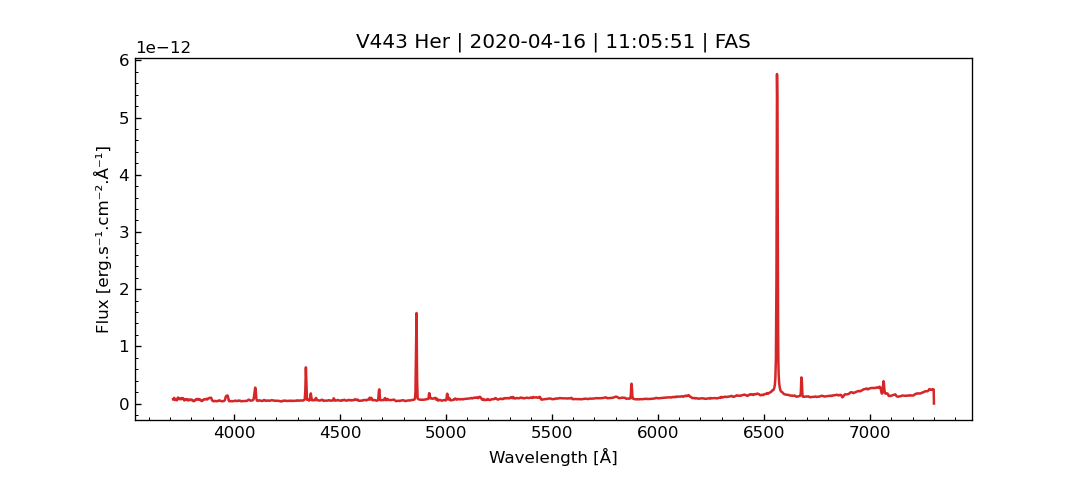 V443 Her | 2020-04-16 | 11:05:51 | FAS
1e−12
6
5
4
3
2
1
0
Flux [erg.s⁻¹.cm⁻².Å⁻¹]
4000 4500 5000 5500 6000 6500 7000
Wavelength [Å]